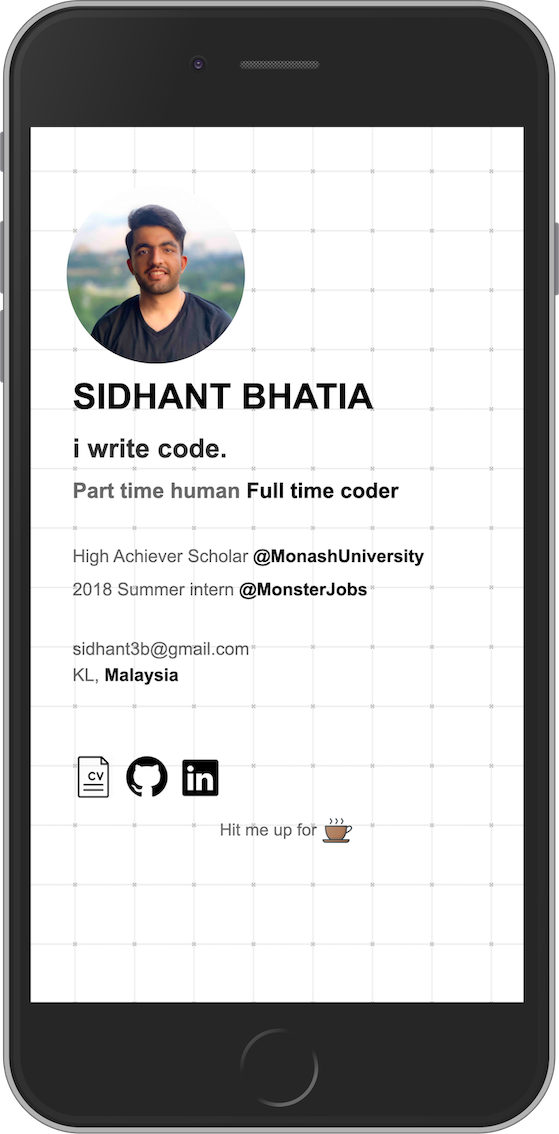 SIDHANT BHATIA
i write code.
Part time human Full time coder
High Achiever Scholar @MonashUniversity
2018 Summer intern @MonsterJobs
sidhant3b@gmail.com
KL, Malaysia
CV
in
Hit me up for